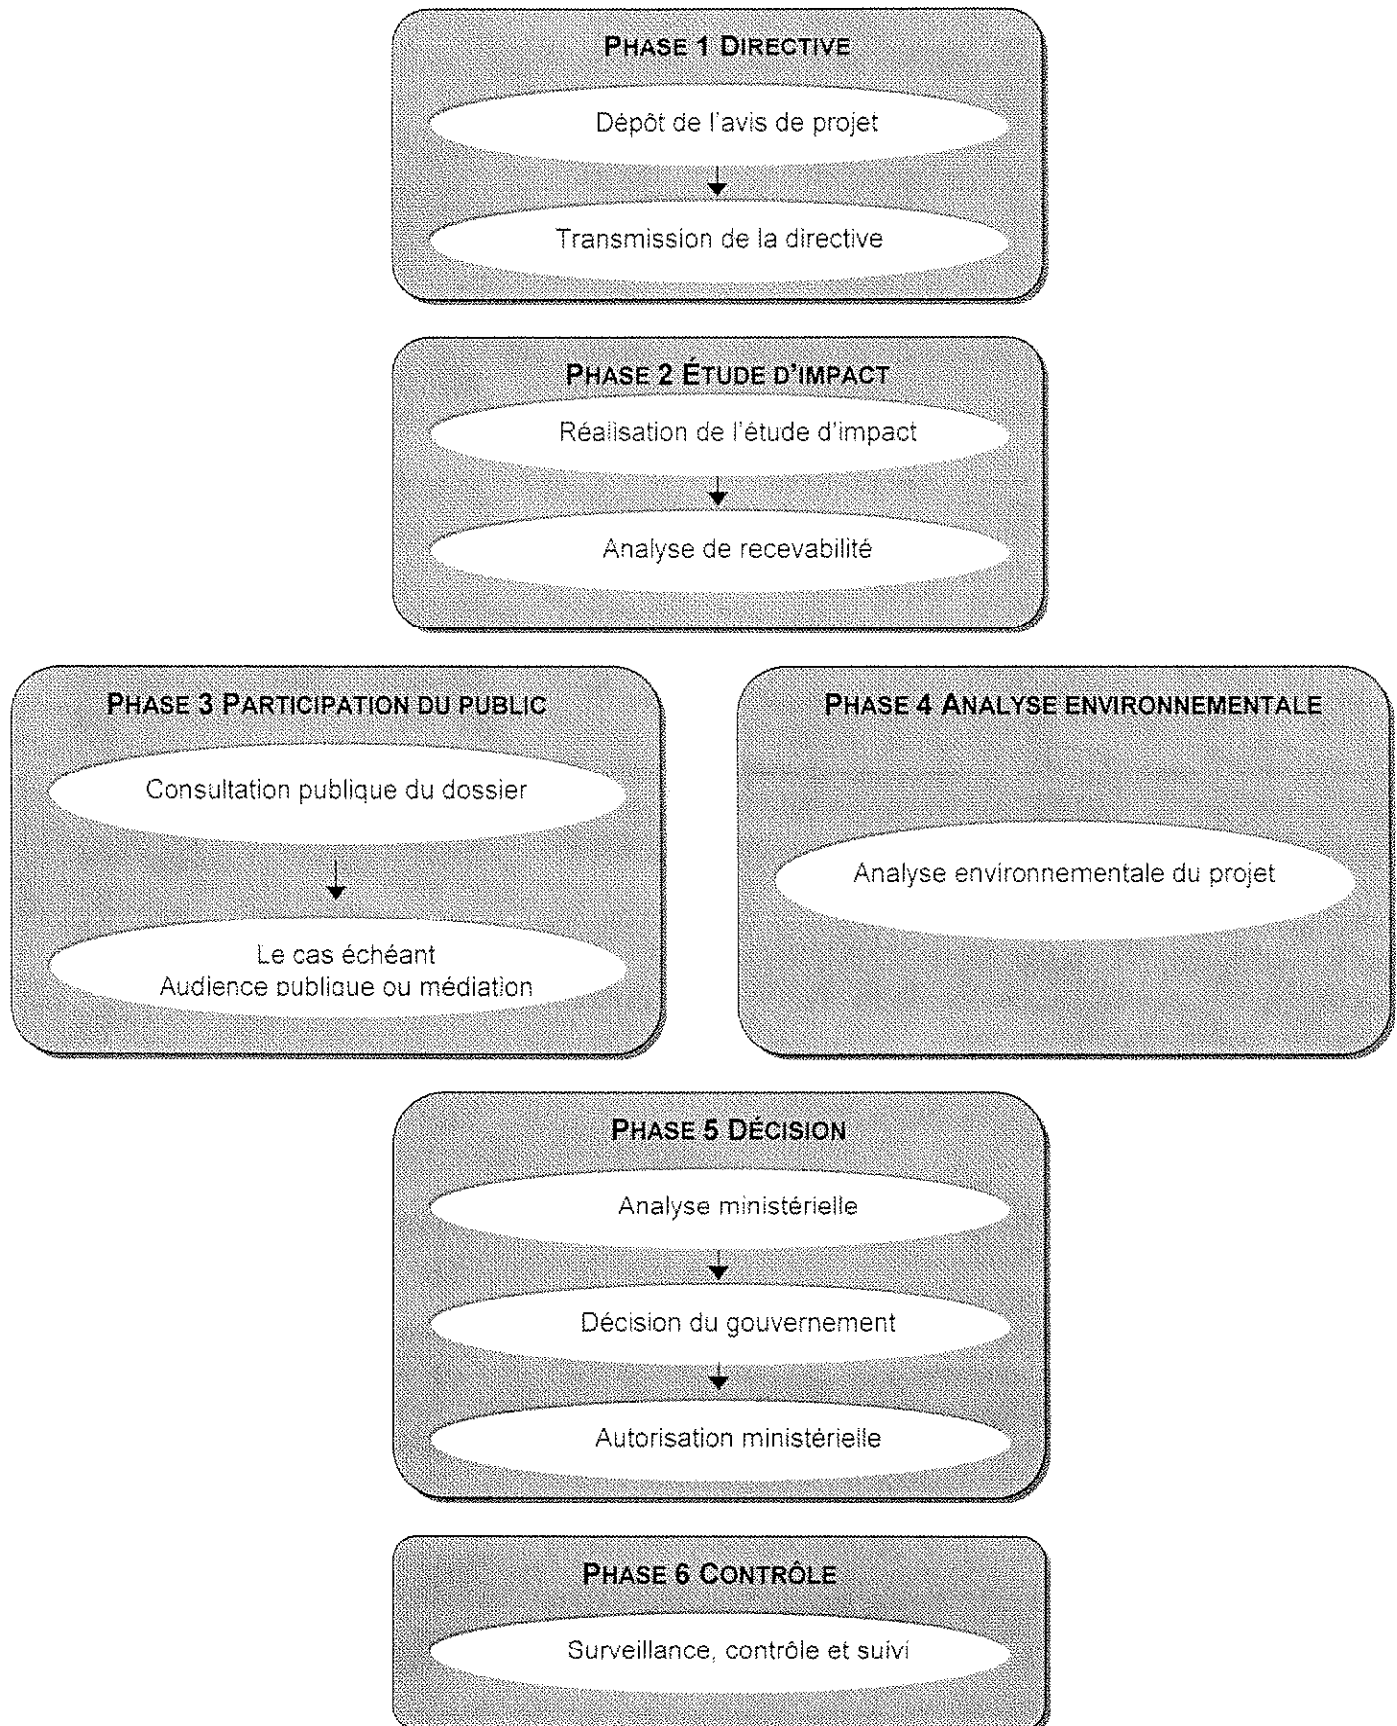 PHASE 1 DIRECTIVE
Dépôt de l'avis de projet
Transmission de la directive
PHASE 2 ÉTUDE D'IMPACT
Réalisation de l'étude d'impact
Analyse de recevabilité
PHASE 3 PARTICIPATION DU PUBLIC
Consultation publique du dossier
Le cas échéant
Audience publique ou médiation
PHASE 4 ANALYSE ENVIRONNEMENTALE
Analyse environnementale du projet
PHASE 5 DÉCISION
Analyse ministérielle
Décision du gouvernement
Autorisation ministérielle
PHASE 6 CONTRÔLE
Surveillance, contrôle et suivi